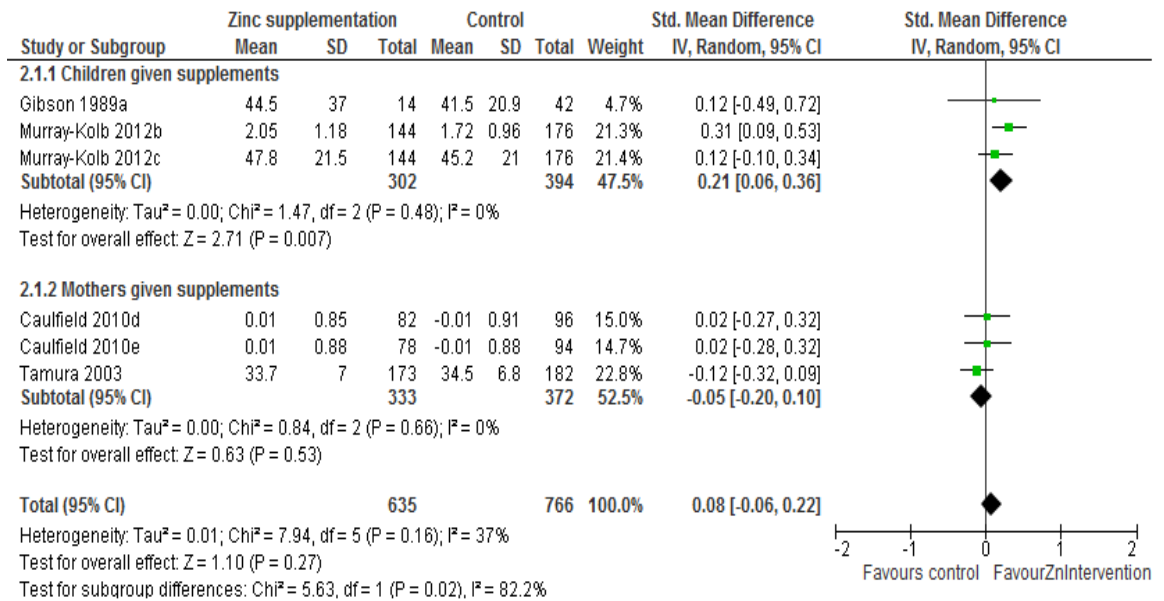 Zinc supplementation Control Std. Mean Difference Std. Mean Difference
Study or Subgroup Mean SD Total Mean SD Total Weight IV, Random, 95% CI IV, Random, 95% CI
2.1.1 Children given supplements
Gibson 1989a 44.5 37 14 41.5 20.9 42 4.7% 0.12 [-0.49, 0.72]
Murray-Kolb 2012b 2.05 1.18 144 1.72 0.96 176 21.3% 0.31 [0.09, 0.53]
Murray-Kolb 2012c 47.8 21.5 144 45.2 21 176 21.4% 0.12 [-0.10, 0.34]
Subtotal (95% CI) 302 394 47.5% 0.21 [0.06, 0.36]
Heterogeneity: Tau² = 0.00; Chi² = 1.47, df = 2 (P = 0.48); I² = 0%
Test for overall effect: Z = 2.71 (P = 0.007)
2.1.2 Mothers given supplements
Caulfield 2010d 0.01 0.85 82 -0.01 0.91 96 15.0% 0.02 [-0.27, 0.32]
Caulfield 2010e 0.01 0.88 78 -0.01 0.88 94 14.7% 0.02 [-0.28, 0.32]
Tamura 2003 33.7 7 173 34.5 6.8 182 22.8% -0.12 [-0.32, 0.09]
Subtotal (95% CI) 333 372 52.5% -0.05 [-0.20, 0.10]
Heterogeneity: Tau² = 0.00; Chi² = 0.84, df = 2 (P = 0.66); I² = 0%
Test for overall effect: Z = 0.63 (P = 0.53)
Total (95% CI) 635 766 100.0% 0.08 [-0.06, 0.22]
Heterogeneity: Tau² = 0.01; Chi² = 7.94, df = 5 (P = 0.16); I² = 37%
Test for overall effect: Z = 1.10 (P = 0.27)
Test for subgroup differences: Chi² = 5.63, df = 1 (P = 0.02), I² = 82.2%
-2 -1 0 1 2
Favours control FavourZnIntervention